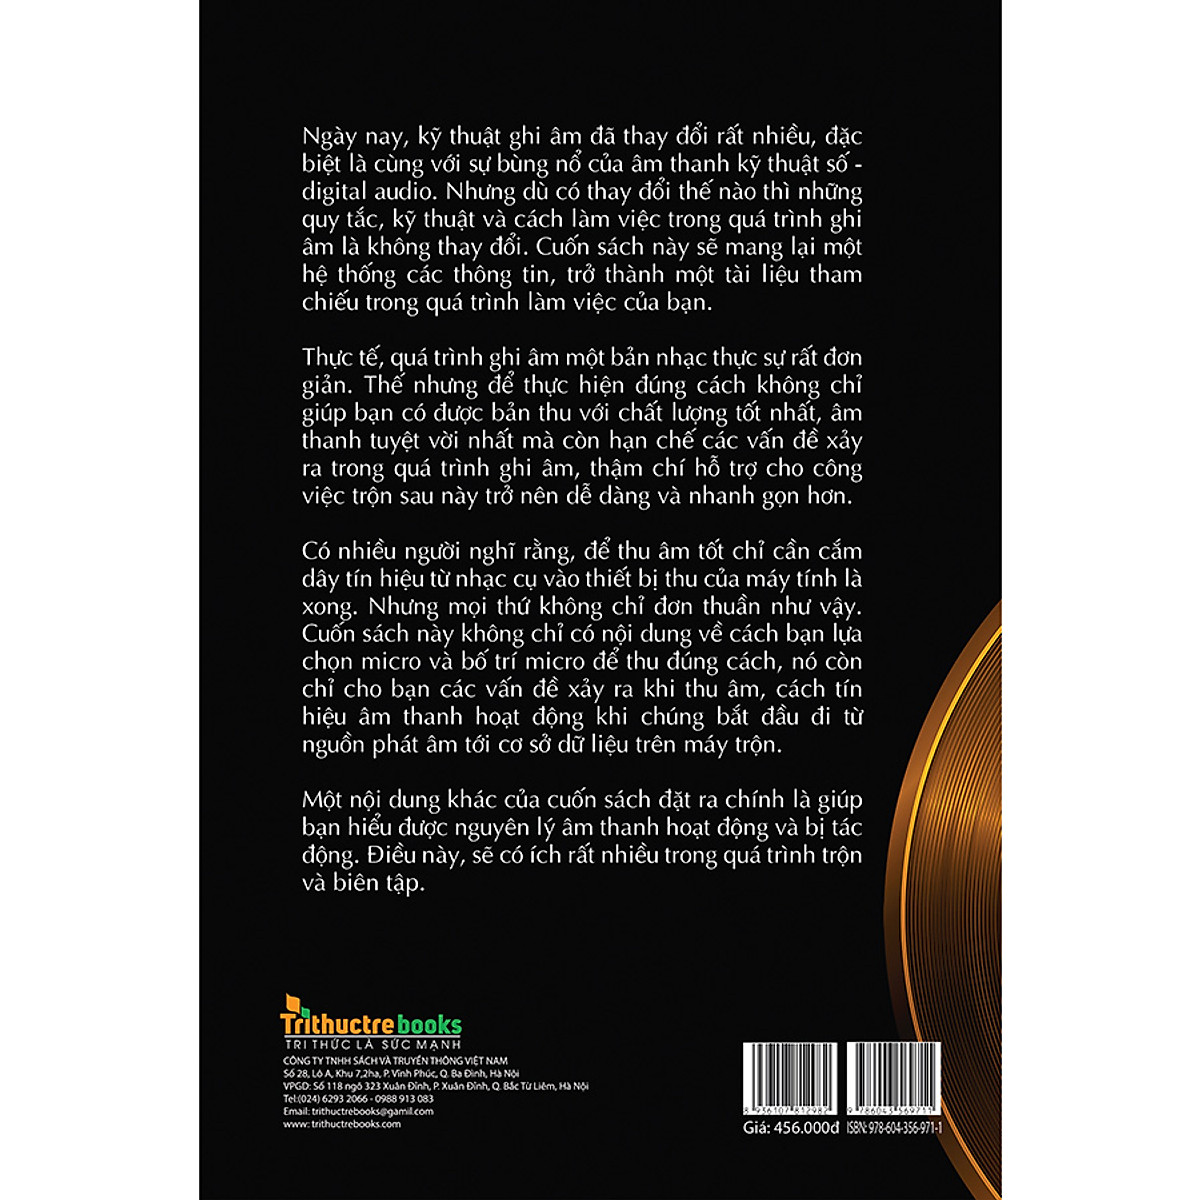 Ngày nay, kỹ thuật ghi âm đã thay đổi rất nhiều, đặc
biệt là cùng với sự bùng nổ của âm thanh kỹ thuật số -
digital audio. Nhưng dù có thay đổi thế nào thì những
quy tắc, kỹ thuật và cách làm việc trong quá trình ghi
âm là không thay đổi. Cuốn sách này sẽ mang lại một
hệ thống các thông tin, trở thành một tài liệu tham
chiếu trong quá trình làm việc của bạn.
Thực tế, quá trình ghi âm một bản nhạc thực sự rất đơn
giản. Thế nhưng để thực hiện đúng cách không chỉ
giúp bạn có được bản thu với chất lượng tốt nhất, âm
thanh tuyệt vời nhất mà còn hạn chế các vấn đề xảy
ra trong quá trình ghi âm, thậm chí hỗ trợ cho công
việc trộn sau này trở nên dễ dàng và nhanh gọn hơn.
Có nhiều người nghĩ rằng, để thu âm tốt chỉ cần cắm
dây tín hiệu từ nhạc cụ vào thiết bị thu của máy tính là
xong. Nhưng mọi thứ không chỉ đơn thuần như vậy.
Cuốn sách này không chỉ có nội dung về cách bạn lựa
chọn micro và bố trí micro để thu đúng cách, nó còn
chỉ cho bạn các vấn đề xảy ra khi thu âm, cách tín
hiệu âm thanh hoạt động khi chúng bắt đầu đi từ
nguồn phát âm tới cơ sở dữ liệu trên máy trộn.
Một nội dung khác của cuốn sách đặt ra chính là giúp
bạn hiểu được nguyên lý âm thanh hoạt động và bị tác
động. Điều này, sẽ có ích rất nhiều trong quá trình trộn
và biên tập.
Trithuctrebooks
TRI THỨC LÀ SỨC MẠNH
CÔNG TY TNHH SÁCH VÀ TRUYỀN THÔNG VIỆT NAM
Số 28, Lô A, Khu 7,2ha, P. Vĩnh Phúc, Q. Ba Đình, Hà Nội
VPGD: Số 118 ngõ 323 Xuân Đỉnh, P. Xuân Đỉnh, Q. Bắc Từ Liêm, Hà Nội
Tel:(024) 6293 2066 - 0988 913 083
Email: trithuctrebooks@gamil.com
www: trithuctrebooks.com
8 936107 812982
9 786043 569711
Giá: 456.000đ
ISBN: 978-604-356-971-1